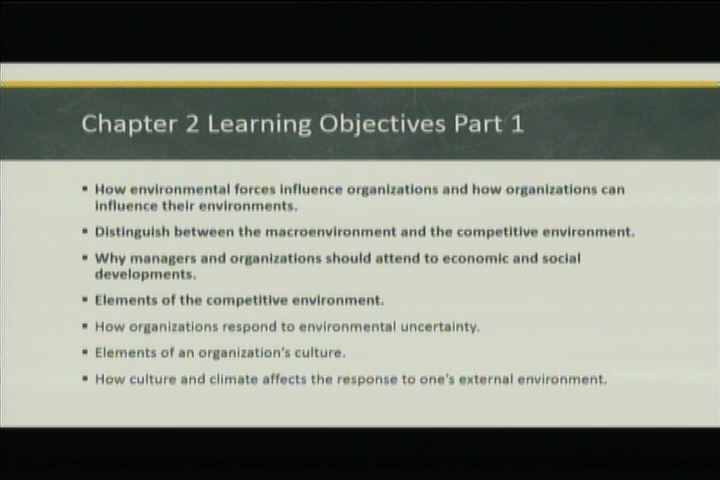 Chapter 2 Learning Objectives Part 1
▪ How environmental forces influence organizations and how organizations can
influence their environments.
▪ Distinguish between the macroenvironment and the competitive environment.
▪ Why managers and organizations should attend to economic and social
developments.
▪ Elements of the competitive environment.
▪ How organizations respond to environmental uncertainty.
▪ Elements of an organization's culture.
▪ How culture and climate affects the response to one's external environment.